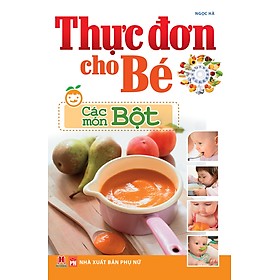 NGỌC HÀ
Thực đơn
cho Bé
Các
món Bột
NHÀ XUẤT BẢN PHỤ NỮ